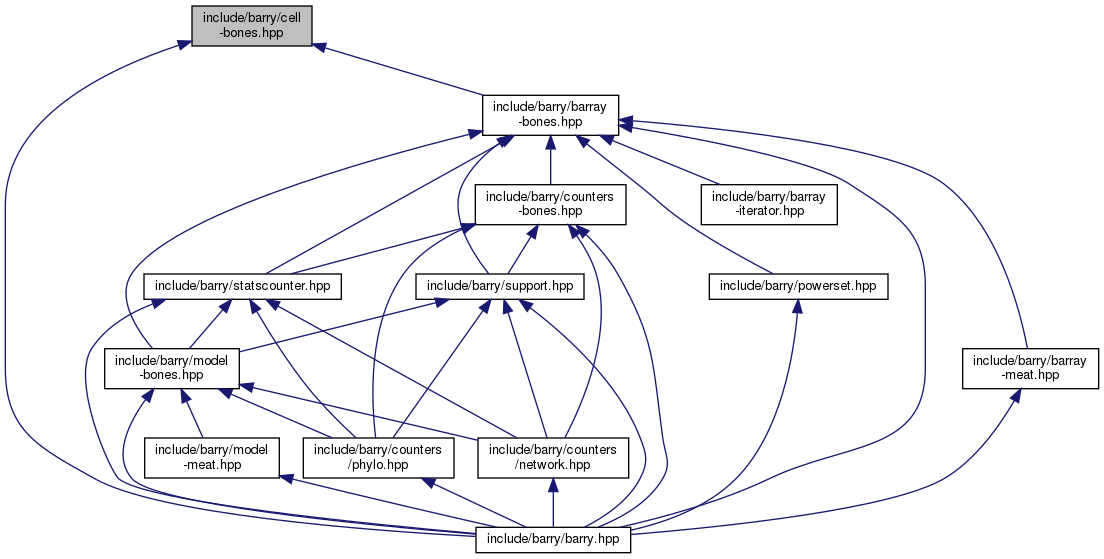 include/barry/cell
-bones.hpp
include/barry/barray
-bones.hpp
include/barry/counters
-bones.hpp
include/barry/barray
-iterator.hpp
include/barry/statscounter.hpp
include/barry/support.hpp
include/barry/powerset.hpp
include/barry/model
-bones.hpp
include/barry/barray
-meat.hpp
include/barry/model
-meat.hpp
include/barry/counters
/phylo.hpp
include/barry/counters
/network.hpp
include/barry/barry.hpp